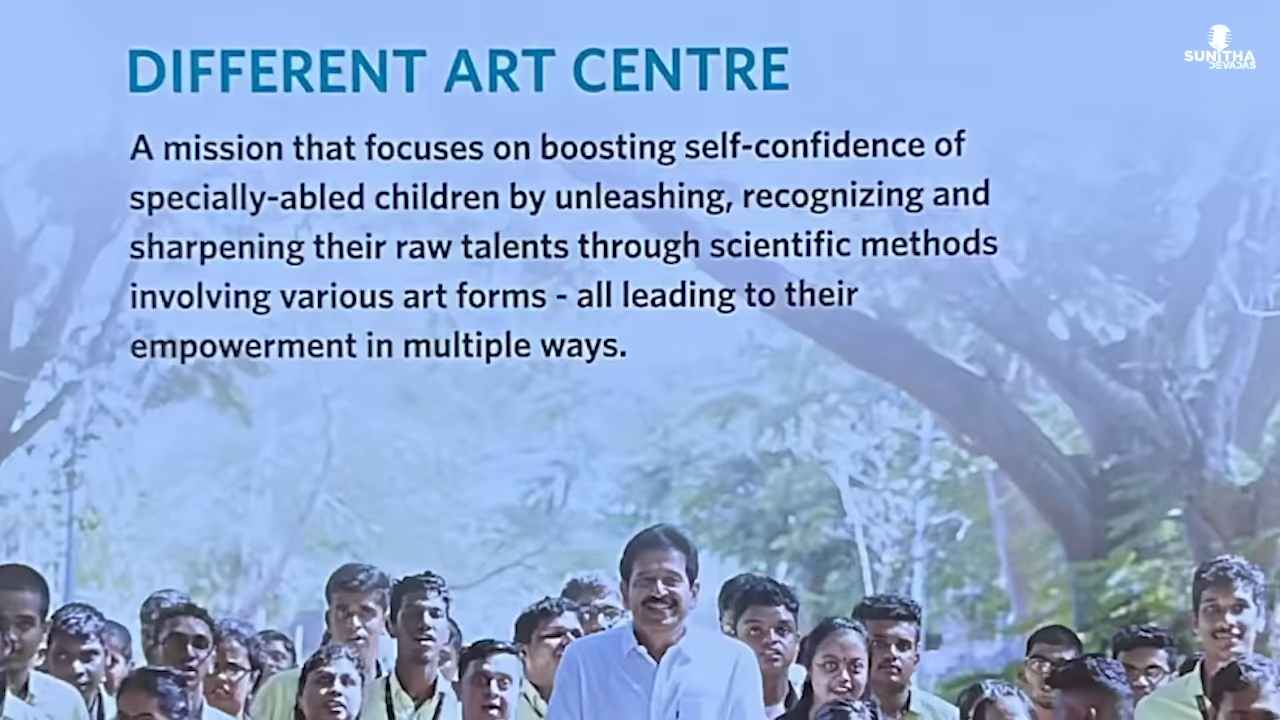 DIFFERENT ART CENTRE
A mission that focuses on boosting self-confidence of
specially-abled children by unleashing, recognizing and
sharpening their raw talents through scientific methods
involving various art forms - all leading to their
empowerment in multiple ways.
SUNITHA
DEVADAS